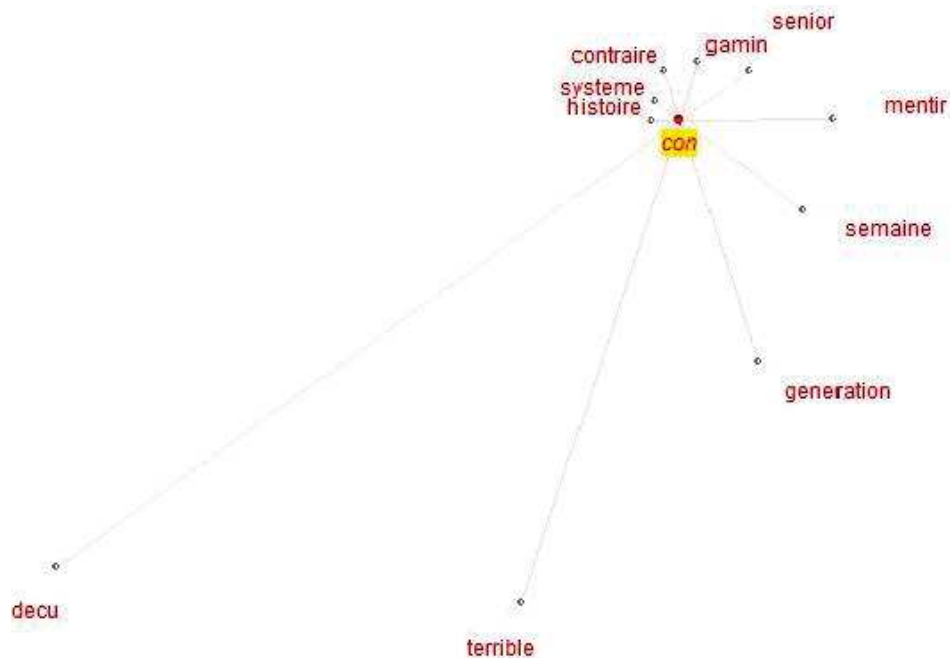 senior
gamin
contraire
systeme
histoire
mentir
con
semaine
generation
decu
terrible